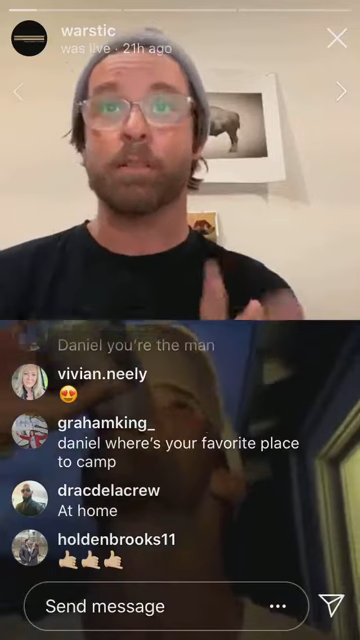 warstic
was live · 21h ago
Daniel you're the man
vivian.neely
grahamking_
daniel where's your favorite place
to camp
dracdelacrew
At home
holdenbrooks11
Send message